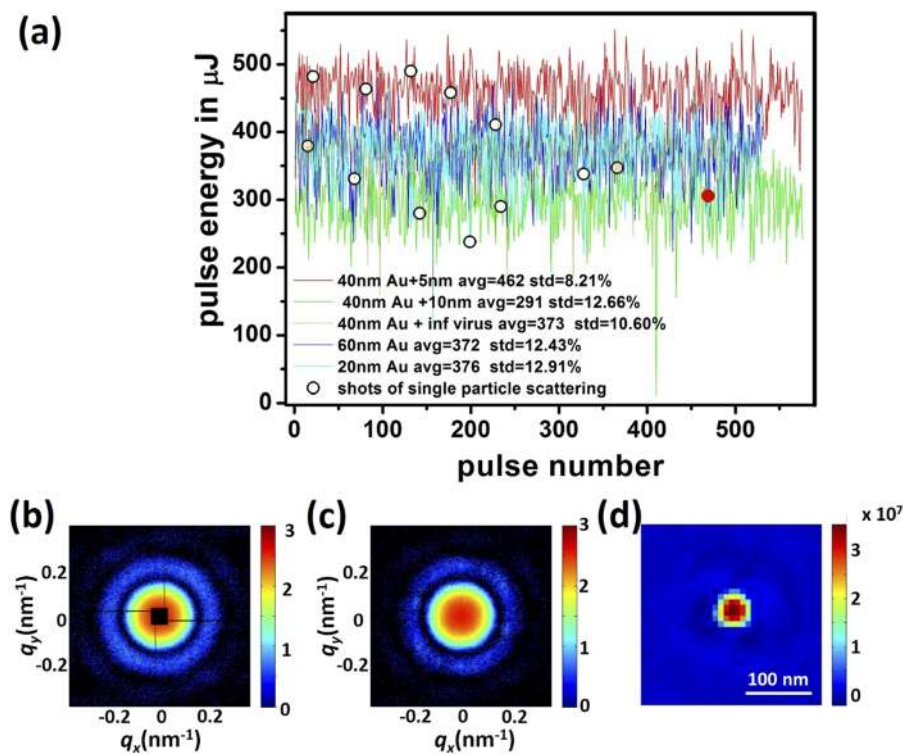 (a)
pulse energy in μJ
500
400
300
200
100
0
40nm Au+5nm avg=462 std=8.21%
40nm Au +10nm avg=291 std=12.66%
40nm Au + inf virus avg=373 std=10.60%
60nm Au avg=372 std=12.43%
20nm Au avg=376 std=12.91%
shots of single particle scattering
0 100 200 300 400 500
pulse number
(b)
(c)
(d)
x 10⁷
qy(nm⁻¹)
0.2
0
-0.2
-0.2 0 0.2
qx(nm⁻¹)
3
2
1
0
qy(nm⁻¹)
0.2
0
-0.2
-0.2 0 0.2
qx(nm⁻¹)
3
2
1
0
100 nm
3
2
1
0